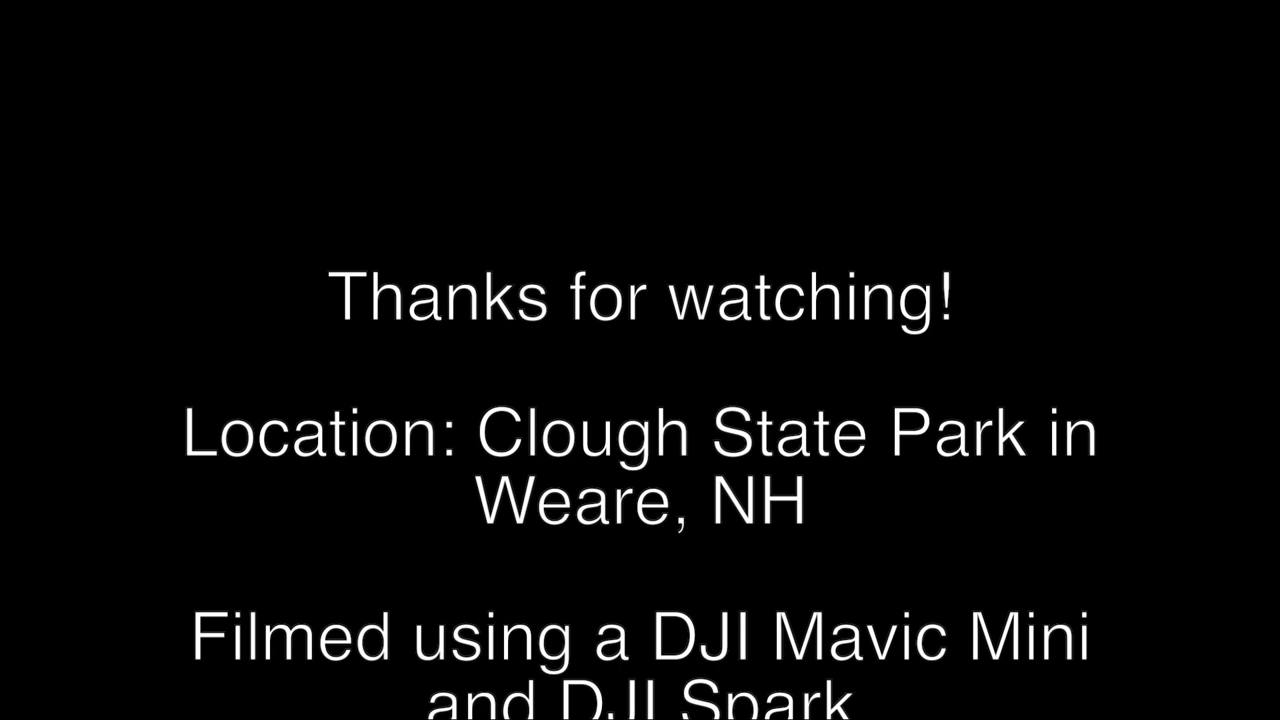 Thanks for watching!
Location: Clough State Park in
Weare, NH
Filmed using a DJI Mavic Mini
and DJI Spark